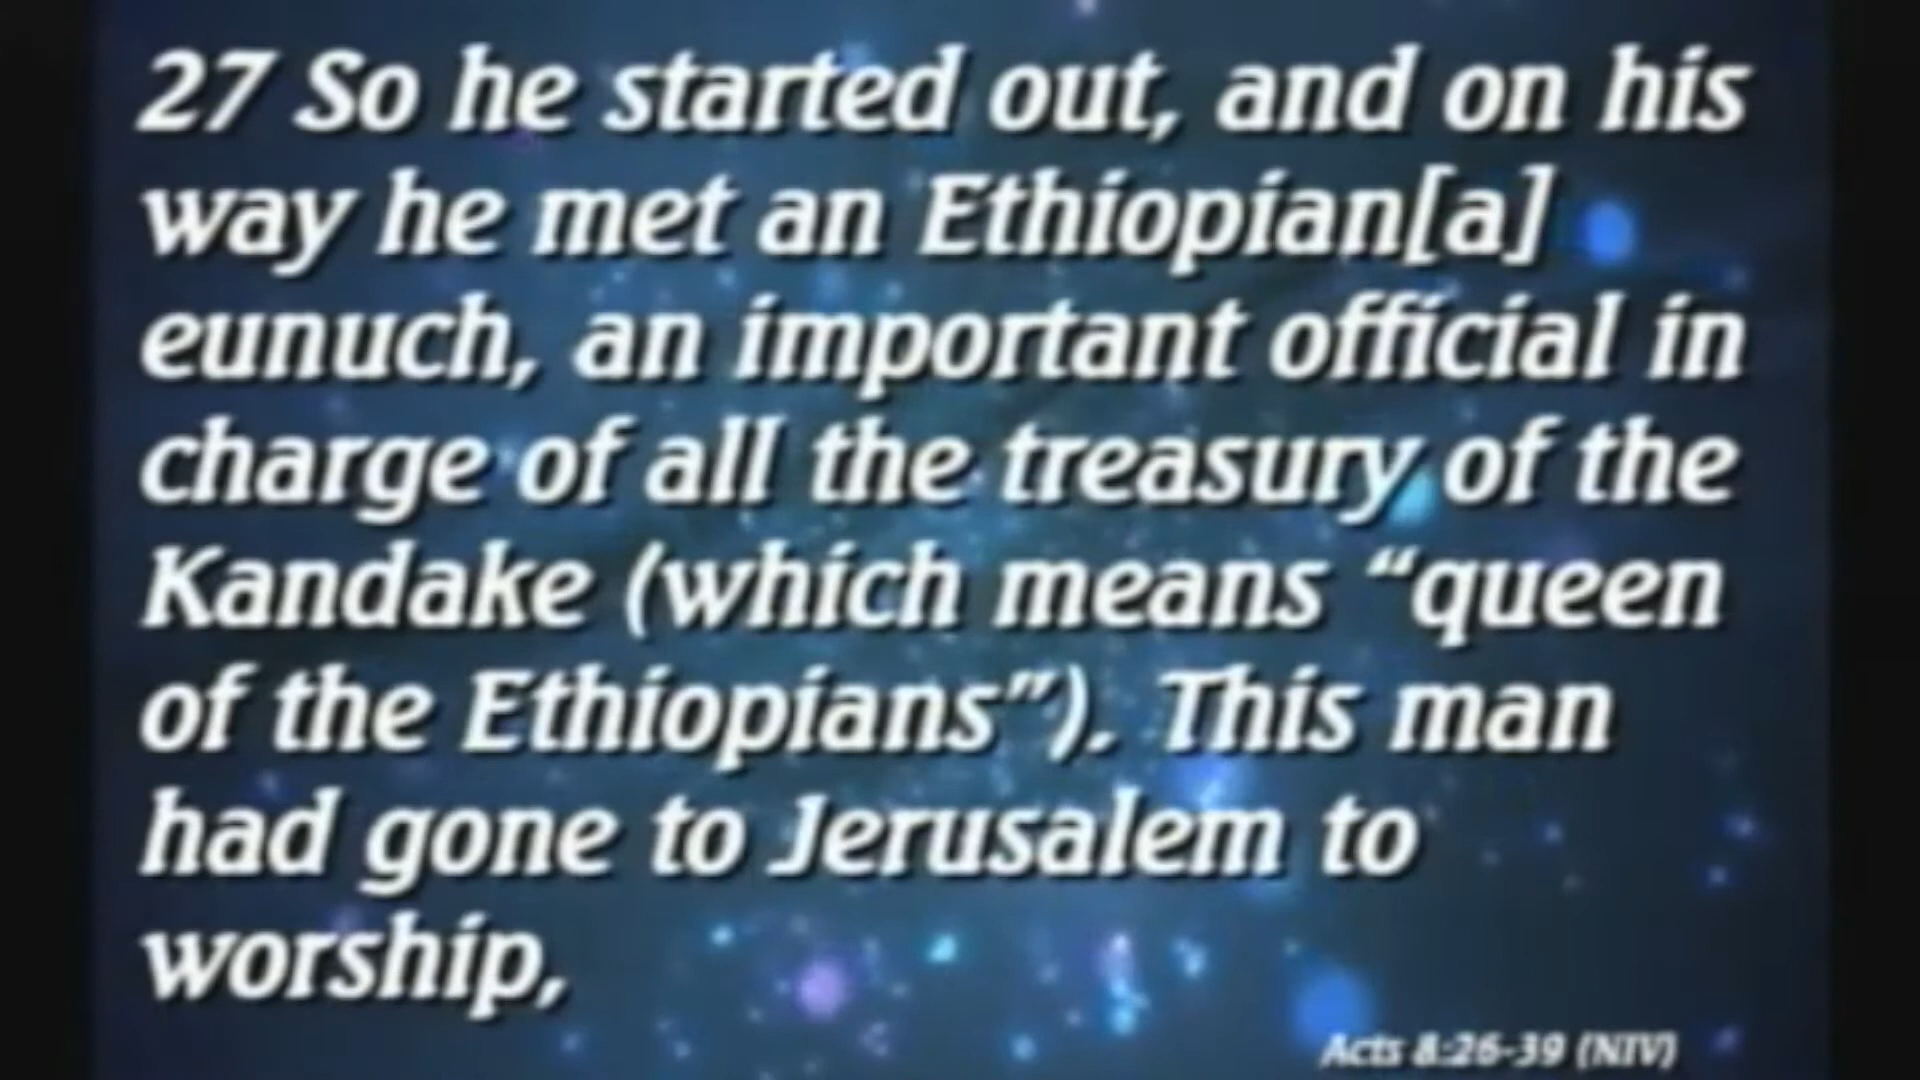 27 So he started out, and on his
way he met an Ethiopian[a]
eunuch, an important official in
charge of all the treasury of the
Kandake (which means “queen
of the Ethiopians”). This man
had gone to Jerusalem to
worship,
Acts 8:26-39 (NIV)